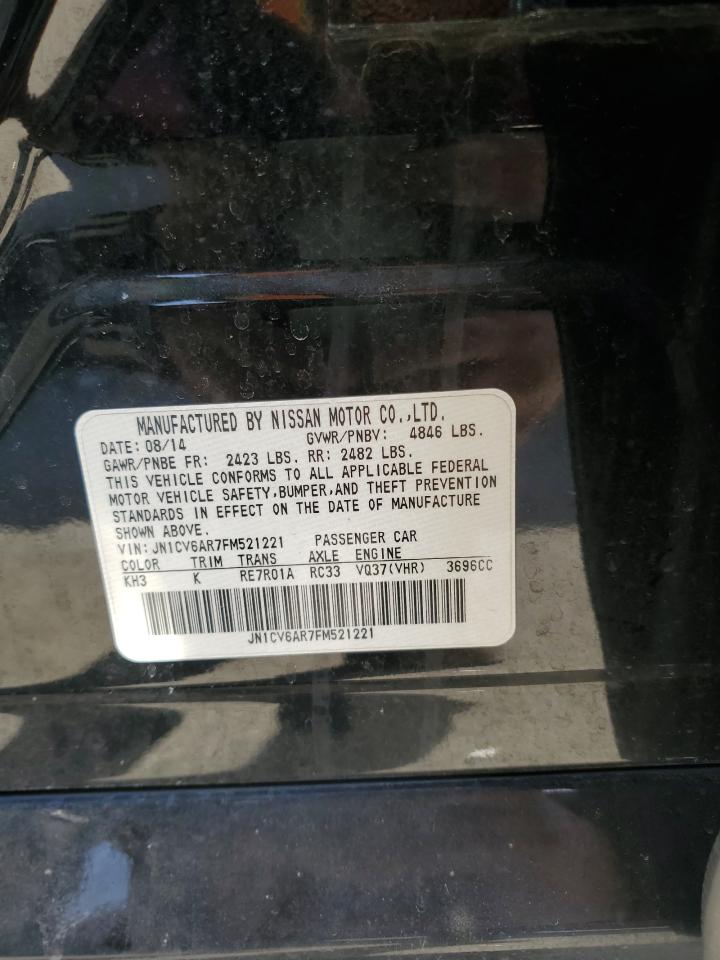 MANUFACTURED BY NISSAN MOTOR CO.,LTD.
DATE: 08/14 GVWR/PNBV: 4846 LBS.
GAWR/PNBE FR: 2423 LBS. RR: 2482 LBS.
THIS VEHICLE CONFORMS TO ALL APPLICABLE FEDERAL
MOTOR VEHICLE SAFETY,BUMPER,AND THEFT PREVENTION
STANDARDS IN EFFECT ON THE DATE OF MANUFACTURE
SHOWN ABOVE.
VIN: JN1CV6AR7FM521221 PASSENGER CAR
COLOR TRIM TRANS AXLE ENGINE
KH3 K RE7R01A RC33 VQ37(VHR) 3696CC
JN1CV6AR7FM521221